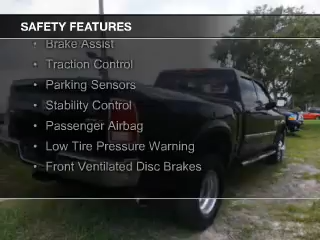 SAFETY FEATURES
• Brake Assist
• Traction Control
• Parking Sensors
• Stability Control
• Passenger Airbag
• Low Tire Pressure Warning
• Front Ventilated Disc Brakes